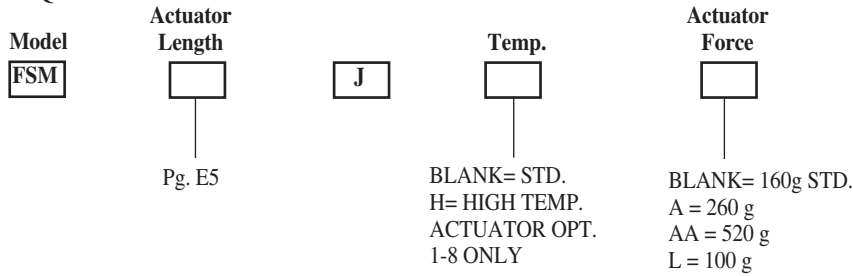 Actuator Length
Actuator Force
Model
Temp.
FSM
J
Pg. E5
BLANK= STD.
H= HIGH TEMP.
ACTUATOR OPT.
1-8 ONLY
BLANK= 160g STD.
A = 260 g
AA = 520 g
L = 100 g